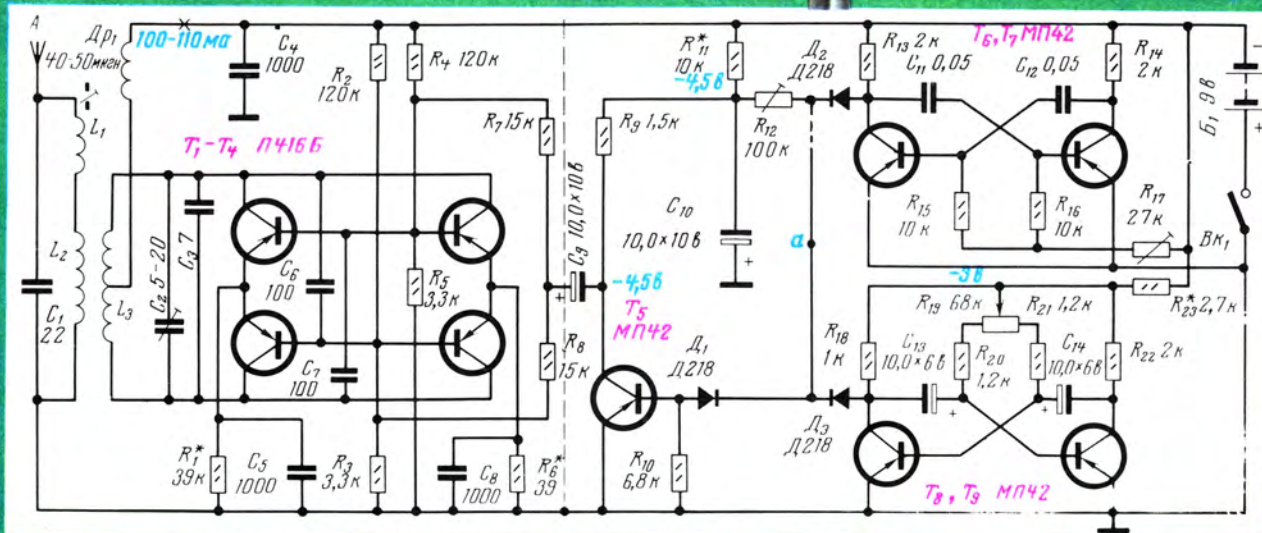 A
Др₁
40-50мкгн
100-110ма
C₄
1000
R₂
120к
R₄ 120к
R₇ 15к
L₁
L₂
L₃
C₁
22
C₂ 5-20
C₃ 7
T₁-T₄ П416Б
C₆
100
C₇
100
R₅
3,3к
R₁*
39к
C₅
1000
R₃
3,3к
C₈
1000
R₆*
39
R₈
15к
C₉ 10,0×10в
+
R₉ 1,5к
-4,5в
T₅
МП42
R₁₁*
10к
-4,5в
R₁₂
100к
C₁₀
10,0×10в
+
Д₁
Д218
R₁₀
6,8к
Д₂
Д218
а
Д₃
Д218
R₁₃ 2к
C₁₁ 0,05
T₆, T₇ МП42
C₁₂ 0,05
R₁₄
2к
R₁₅
10к
R₁₆
10к
R₁₇
27к
Б₁ 9в
-
+
Вк₁
-3в
R₁₈
1к
R₁₉ 68к
R₂₁ 1,2к
C₁₃
10,0×6в
+
R₂₀
1,2к
C₁₄
10,0×6в
+
R₂₂ 2к
R₂₃* 2,7к
T₈, T₉ МП42